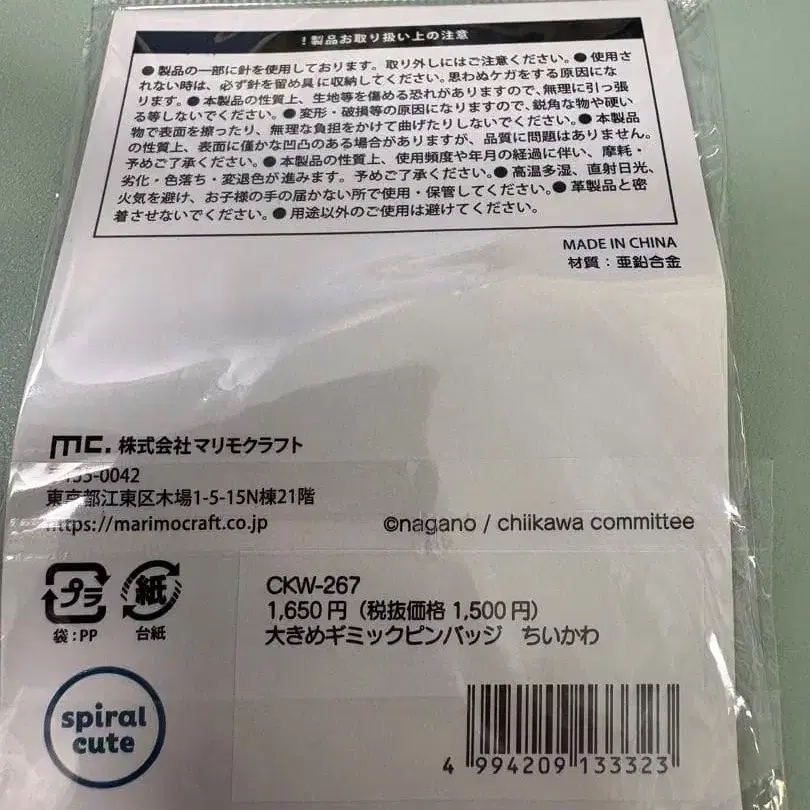 ！製品お取り扱い上の注意
● 製品の一部に針を使用しております。取り外しにはご注意ください。● 使用さ
れない時は、必ず針を留め具に収納してください。思わぬケガをする原因にな
ります。● 本製品の性質上、生地等を傷める恐れがありますので、無理に引っ張
る等しないでください。● 変形・破損等の原因になりますので、鋭角な物や硬い
物で表面を擦ったり、無理な負担をかけて曲げたりしないでください。● 本製品
の性質上、表面に僅かな凹凸のある場合がありますが、品質に問題はありません。
予めご了承ください。● 本製品の性質上、使用頻度や年月の経過に伴い、摩耗・
劣化・色落ち・変退色が進みます。予めご了承ください。● 高温多湿、直射日光、
火気を避け、お子様の手の届かない所で使用・保管してください。● 革製品と密
着させないでください。● 用途以外のご使用は避けてください。
MADE IN CHINA
材質：亜鉛合金
mc. 株式会社マリモクラフト
〒135-0042
東京都江東区木場1-5-15N棟21階
https://marimocraft.co.jp
©nagano / chiikawa committee
プラ
袋：PP
紙
台紙
CKW-267
1,650円（税抜価格 1,500円）
大きめギミックピンバッジ ちいかわ
spiral
cute
4 994209 133323